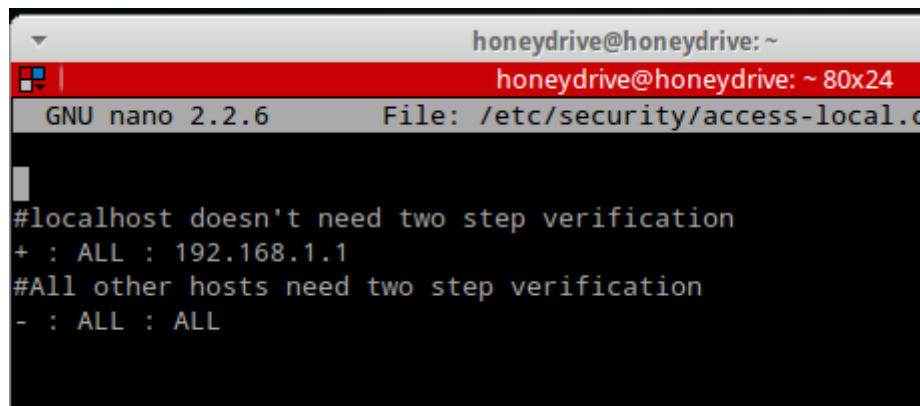 honeydrive@honeydrive: ~
honeydrive@honeydrive: ~ 80x24
GNU nano 2.2.6 File: /etc/security/access-local.
#localhost doesn't need two step verification
+ : ALL : 192.168.1.1
#All other hosts need two step verification
- : ALL : ALL